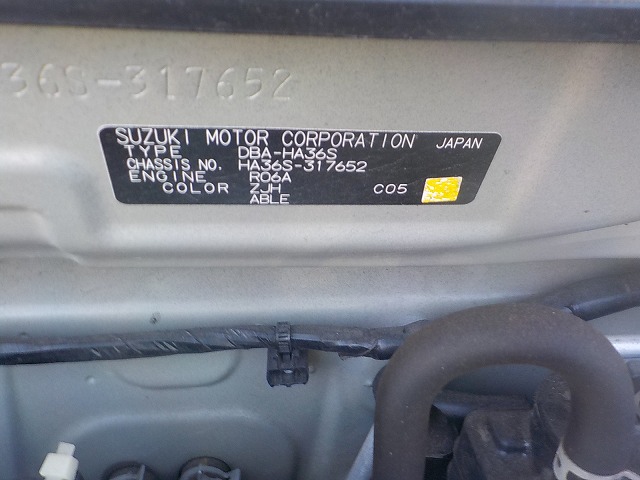 36S-317652
SUZUKI MOTOR CORPORATION JAPAN
TYPE DBA-HA36S
CHASSIS NO. HA36S-317652
ENGINE R06A
COLOR ZJH C05
ABLE